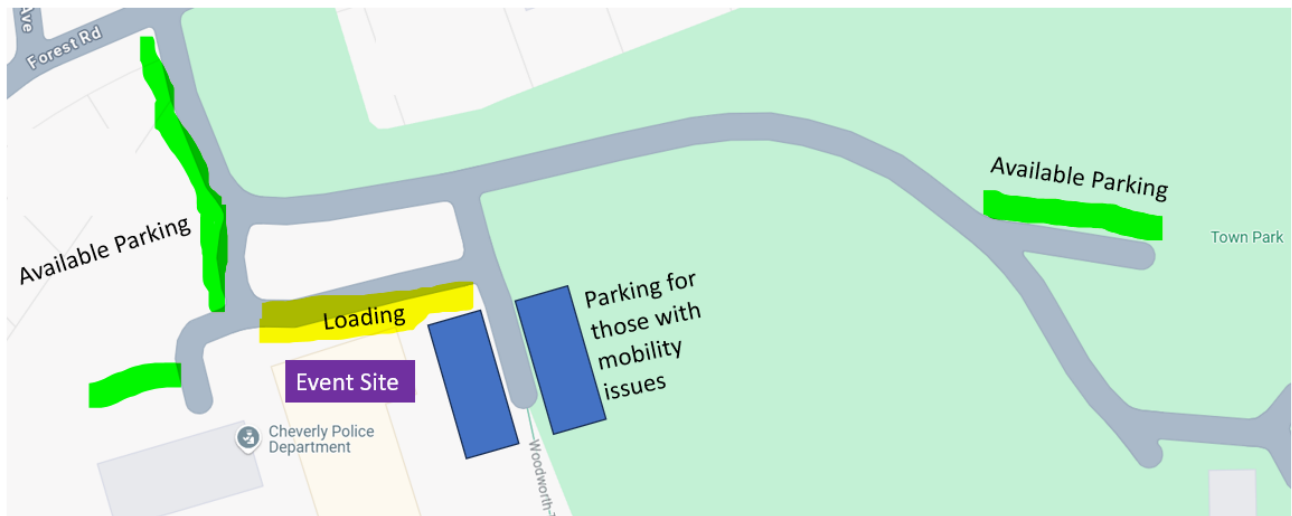 Ave
Forest Rd
Available Parking
Available Parking
Town Park
Loading
Parking for
those with
mobility
issues
Event Site
Cheverly Police
Department